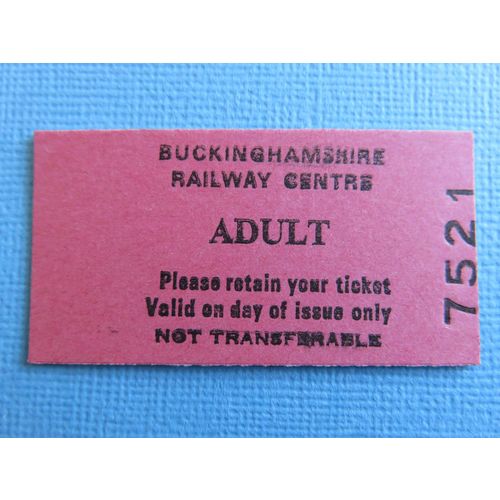 BUCKINGHAMSHIRE
RAILWAY CENTRE
ADULT
Please retain your ticket
Valid on day of issue only
NOT TRANSFERABLE
7521